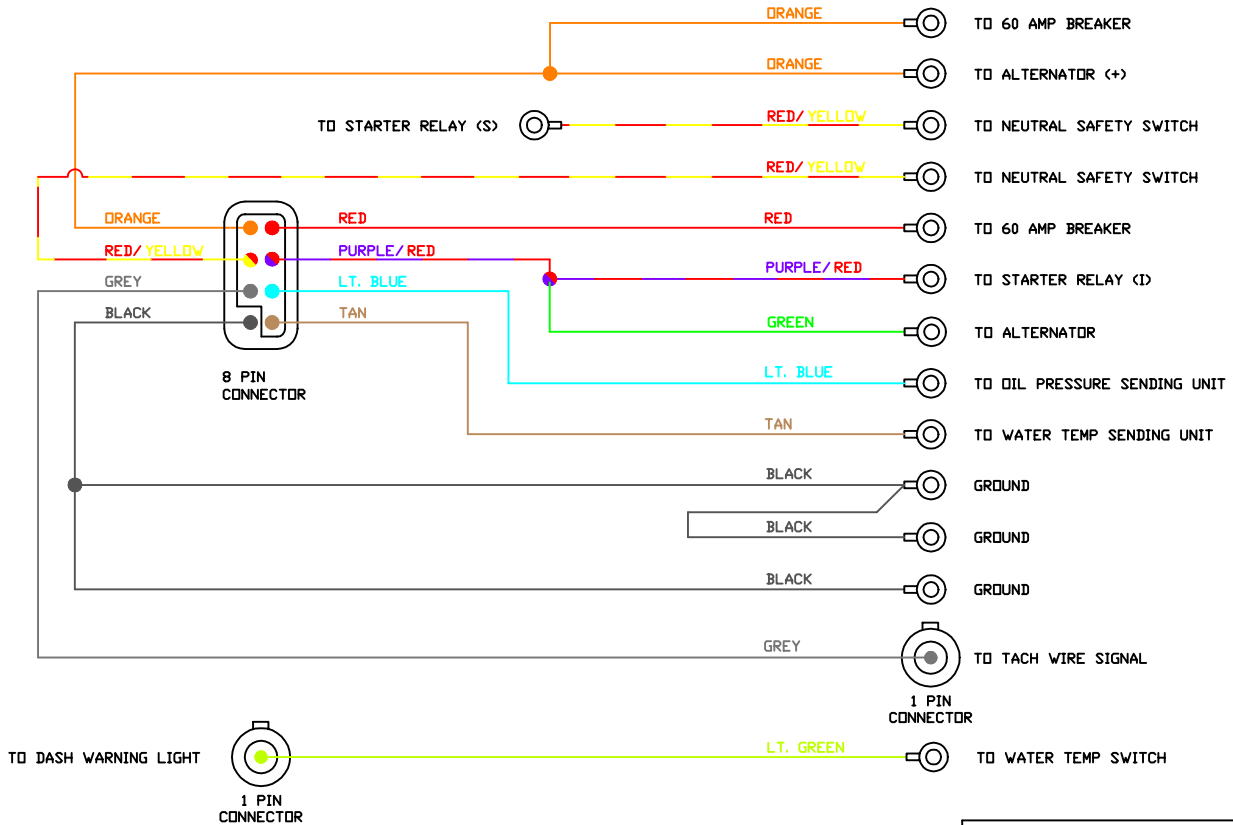 ORANGE TO 60 AMP BREAKER
ORANGE TO ALTERNATOR (+)
TO STARTER RELAY (S) RED/YELLOW TO NEUTRAL SAFETY SWITCH
RED/YELLOW TO NEUTRAL SAFETY SWITCH
ORANGE RED RED TO 60 AMP BREAKER
RED/YELLOW PURPLE/RED
PURPLE/RED TO STARTER RELAY (I)
GREY LT. BLUE
BLACK TAN GREEN TO ALTERNATOR
8 PIN
CONNECTOR
LT. BLUE TO OIL PRESSURE SENDING UNIT
TAN TO WATER TEMP SENDING UNIT
BLACK GROUND
BLACK GROUND
BLACK GROUND
GREY TO TACH WIRE SIGNAL
1 PIN
CONNECTOR
TO DASH WARNING LIGHT LT. GREEN TO WATER TEMP SWITCH
1 PIN
CONNECTOR